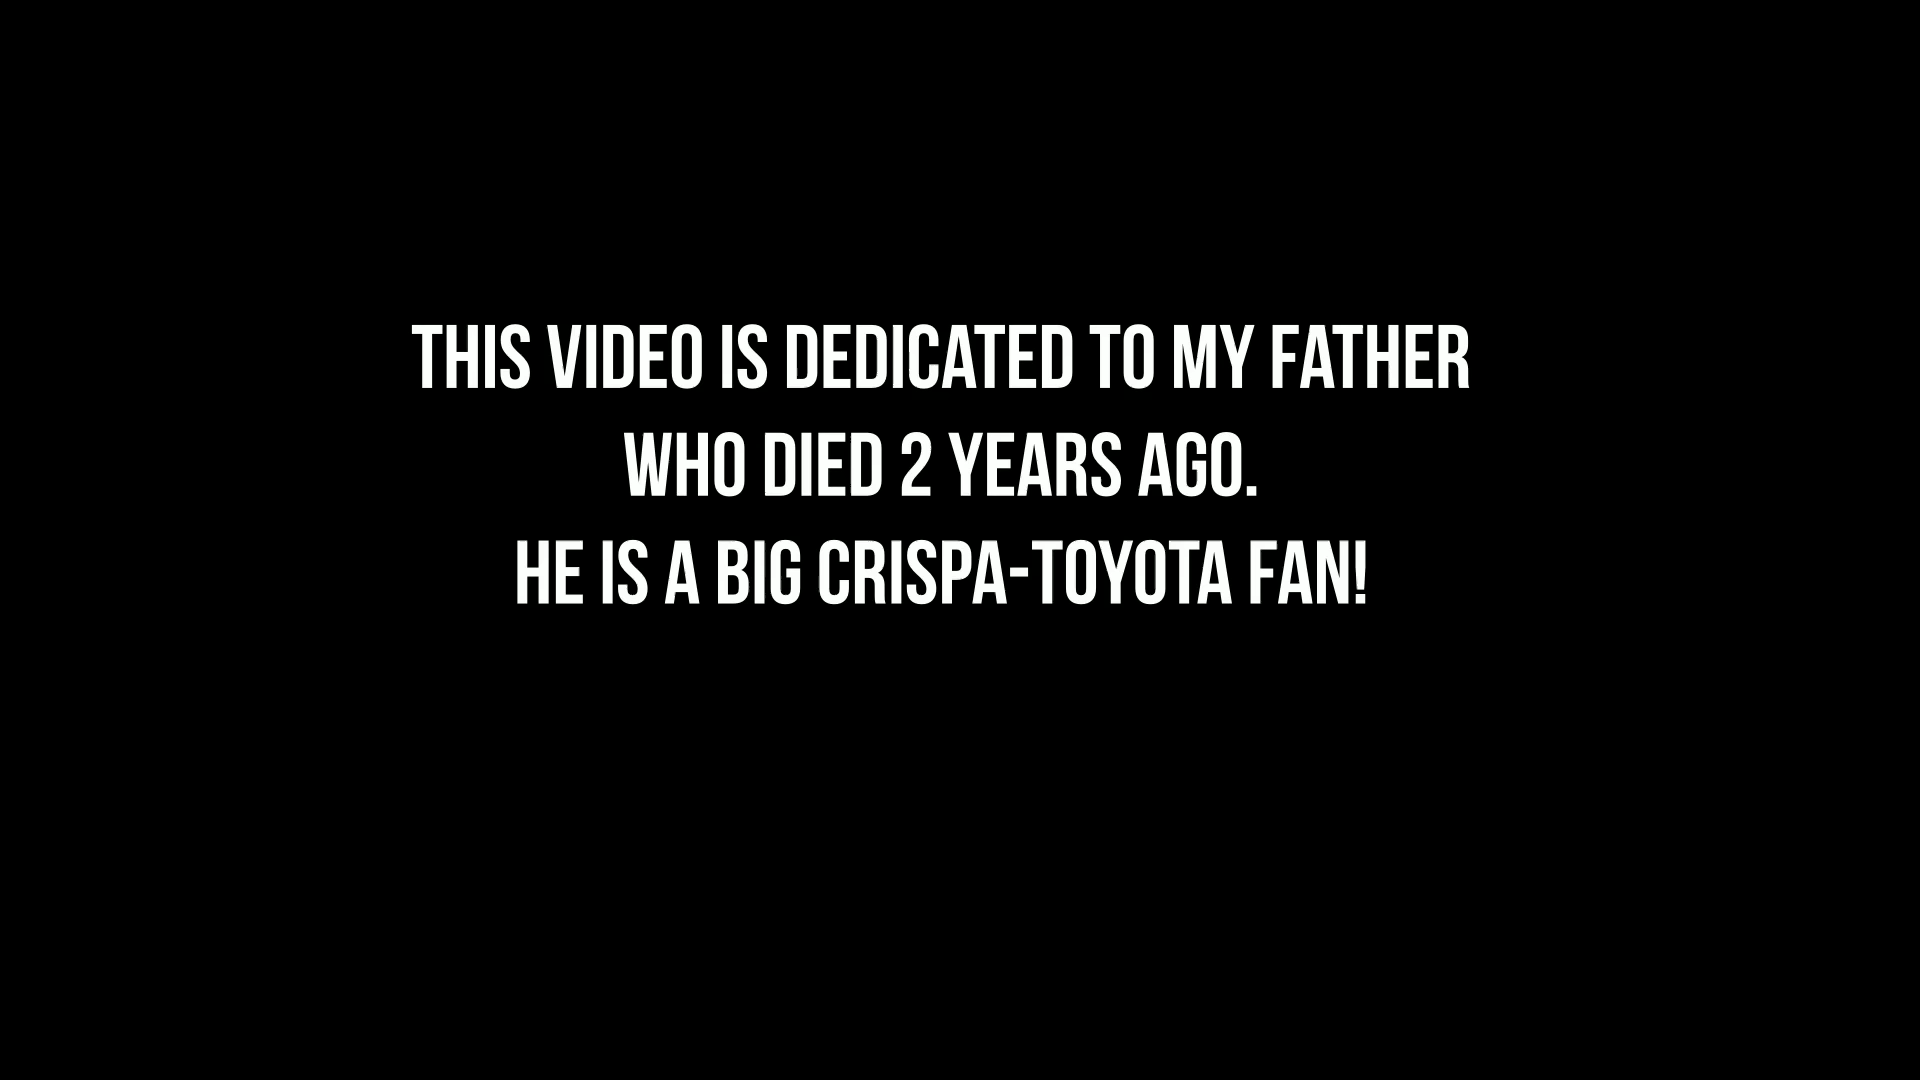 THIS VIDEO IS DEDICATED TO MY FATHER
WHO DIED 2 YEARS AGO.
HE IS A BIG CRISPA-TOYOTA FAN!